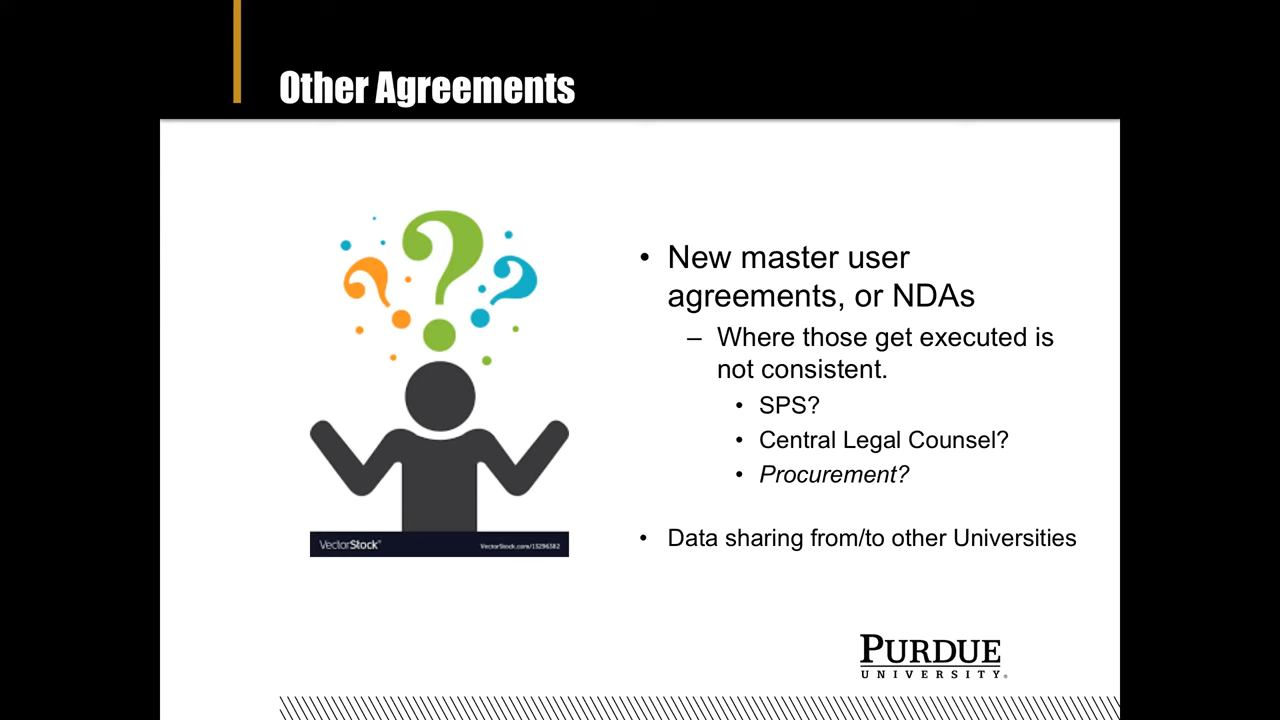 Other Agreements
• New master user
agreements, or NDAs
– Where those get executed is
not consistent.
• SPS?
• Central Legal Counsel?
• Procurement?
• Data sharing from/to other Universities
VectorStock®
VectorStock.com/13296382
PURDUE
UNIVERSITY®